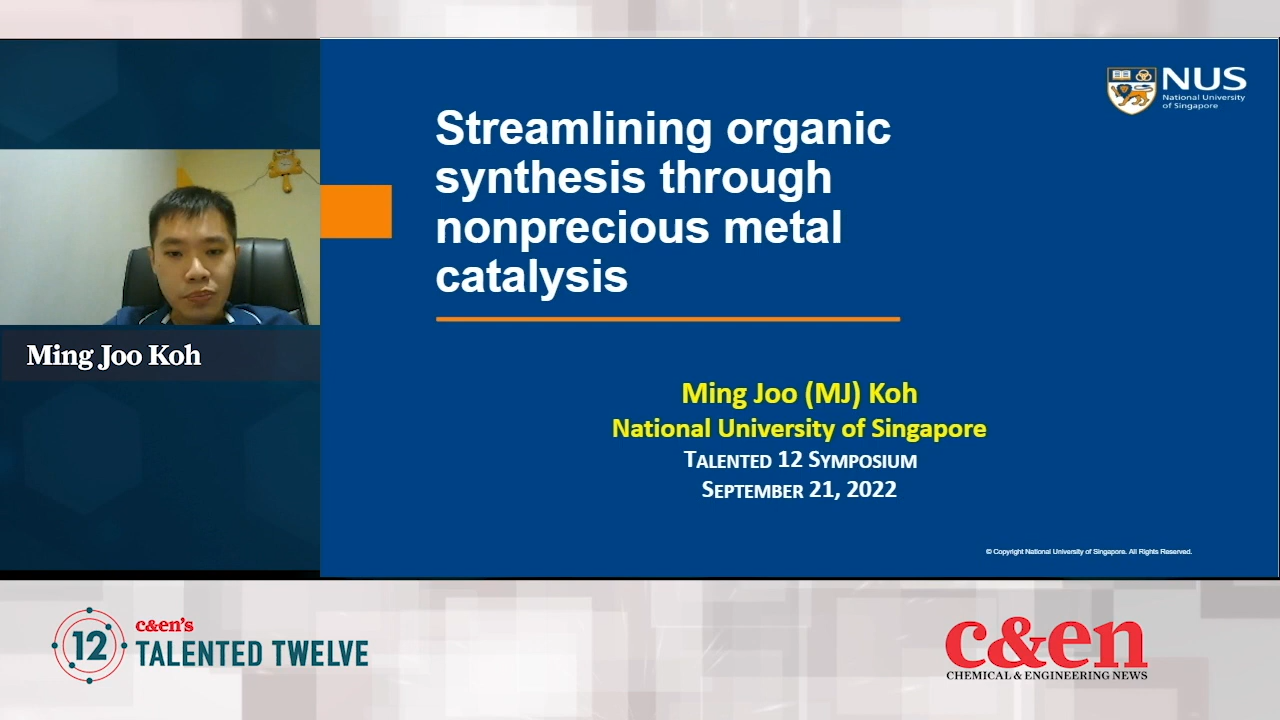 NUS
National University
of Singapore
Streamlining organic
synthesis through
nonprecious metal
catalysis
Ming Joo Koh
Ming Joo (MJ) Koh
National University of Singapore
TALENTED 12 SYMPOSIUM
SEPTEMBER 21, 2022
© Copyright National University of Singapore. All Rights Reserved.
12
c&en's
TALENTED TWELVE
c&en
CHEMICAL & ENGINEERING NEWS